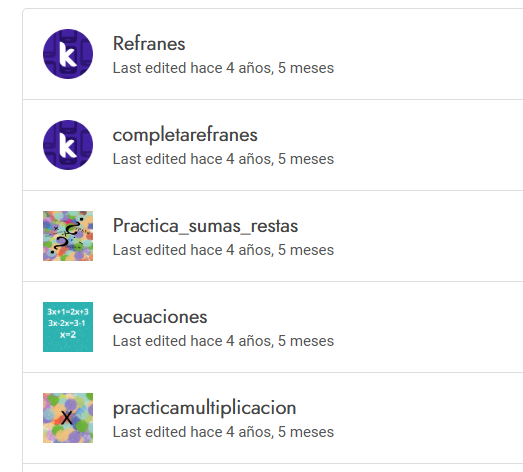 k
Refranes
Last edited hace 4 años, 5 meses
k
completarefranes
Last edited hace 4 años, 5 meses
Practica_sumas_restas
Last edited hace 4 años, 5 meses
3x+1=2x+3
3x-2x=3-1
x=2
ecuaciones
Last edited hace 4 años, 5 meses
x
practicamultiplicacion
Last edited hace 4 años, 5 meses